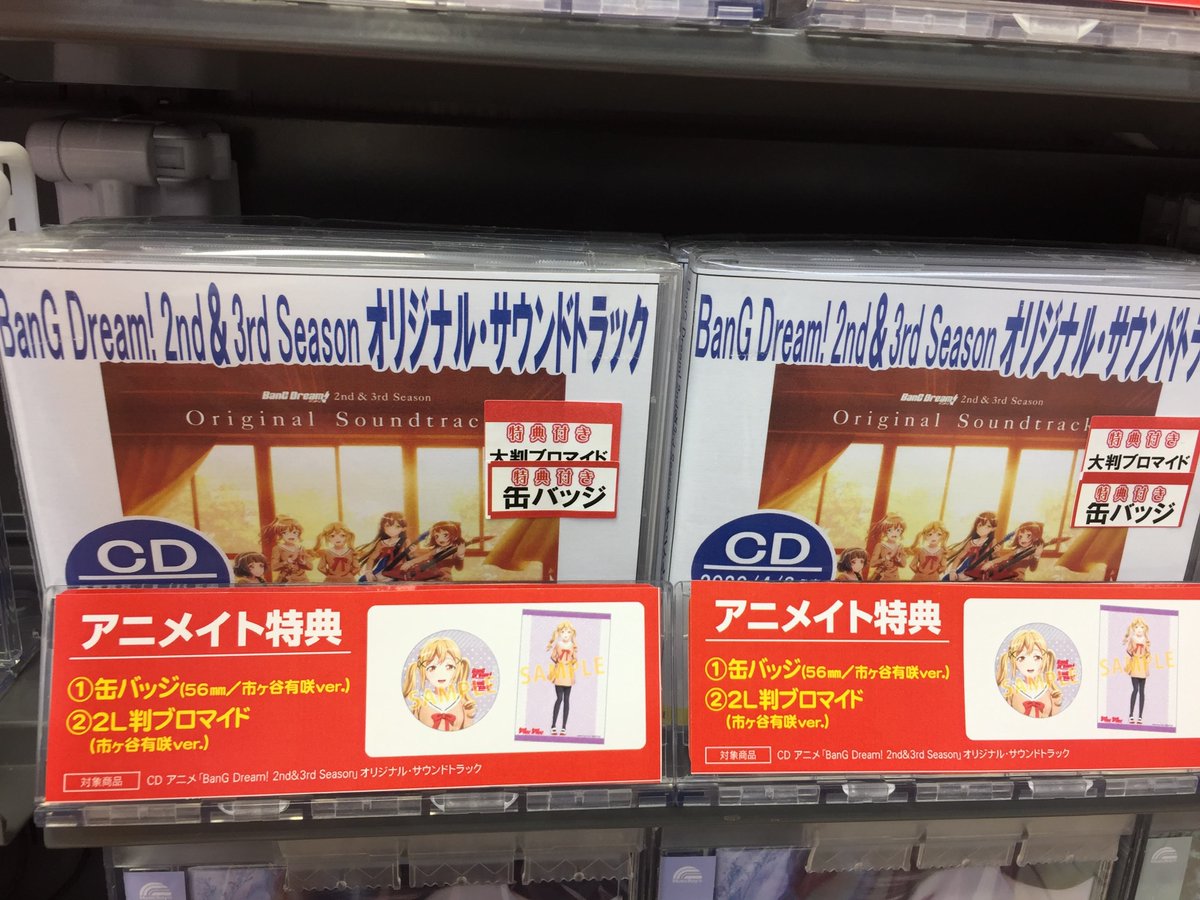 BanG Dream! 2nd&3rd Season オリジナル・サウンドトラック
BanG Dream! 2nd & 3rd Season
Original Soundtrac
特典付き
大判ブロマイド
特典付き
缶バッジ
CD
アニメイト特典
①缶バッジ(56㎜/市ヶ谷有咲ver.)
②2L判ブロマイド
(市ヶ谷有咲ver.)
SAMPLE
SAMPLE
対象商品 CD アニメ「BanG Dream! 2nd&3rd Season」オリジナル・サウンドトラック
BanG Dream! 2nd&3rd Season オリジナル・サウンドトラ
BanG Dream! 2nd & 3rd Season
Original Soundtrack
特典付き
大判ブロマイド
特典付き
缶バッジ
CD
アニメイト特典
①缶バッジ(56㎜/市ヶ谷有咲ver.)
②2L判ブロマイド
(市ヶ谷有咲ver.)
SAMPLE
SAMPLE
対象商品 CD アニメ「BanG Dream! 2nd&3rd Season」オリジナル・サウンドトラック